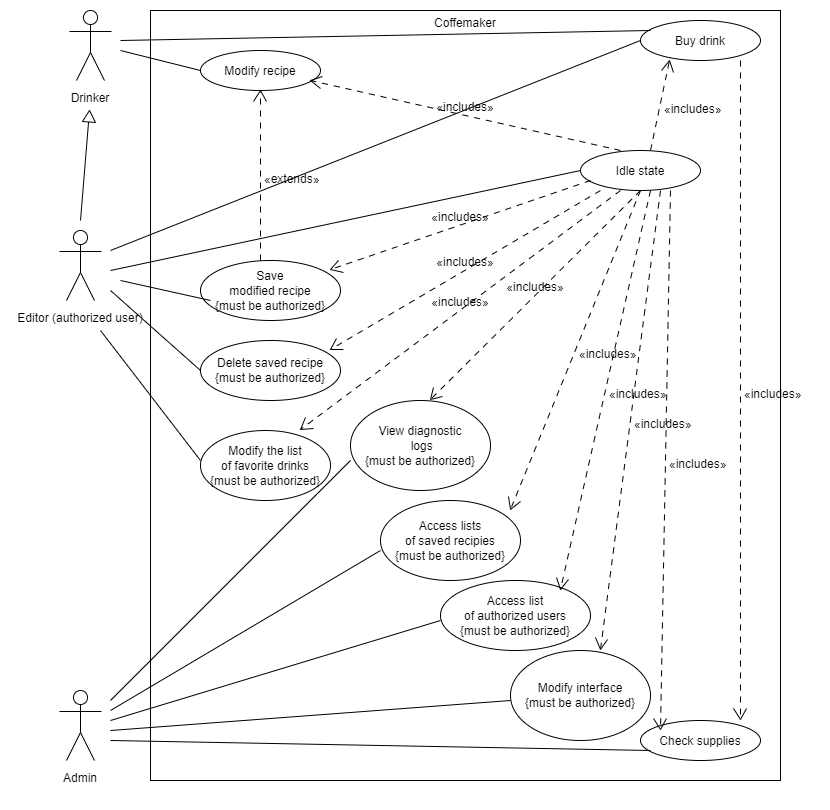 Coffemaker
Buy drink
Modify recipe
Drinker
«includes»
«includes»
Idle state
«extends»
«includes»
«includes»
«includes»
«includes»
Save
modified recipe
{must be authorized}
Editor (authorized user)
Delete saved recipe
{must be authorized}
«includes»
«includes»
«includes»
«includes»
«includes»
View diagnostic
logs
{must be authorized}
Modify the list
of favorite drinks
{must be authorized}
Access lists
of saved recipies
{must be authorized}
Access list
of authorized users
{must be authorized}
Modify interface
{must be authorized}
Check supplies
Admin